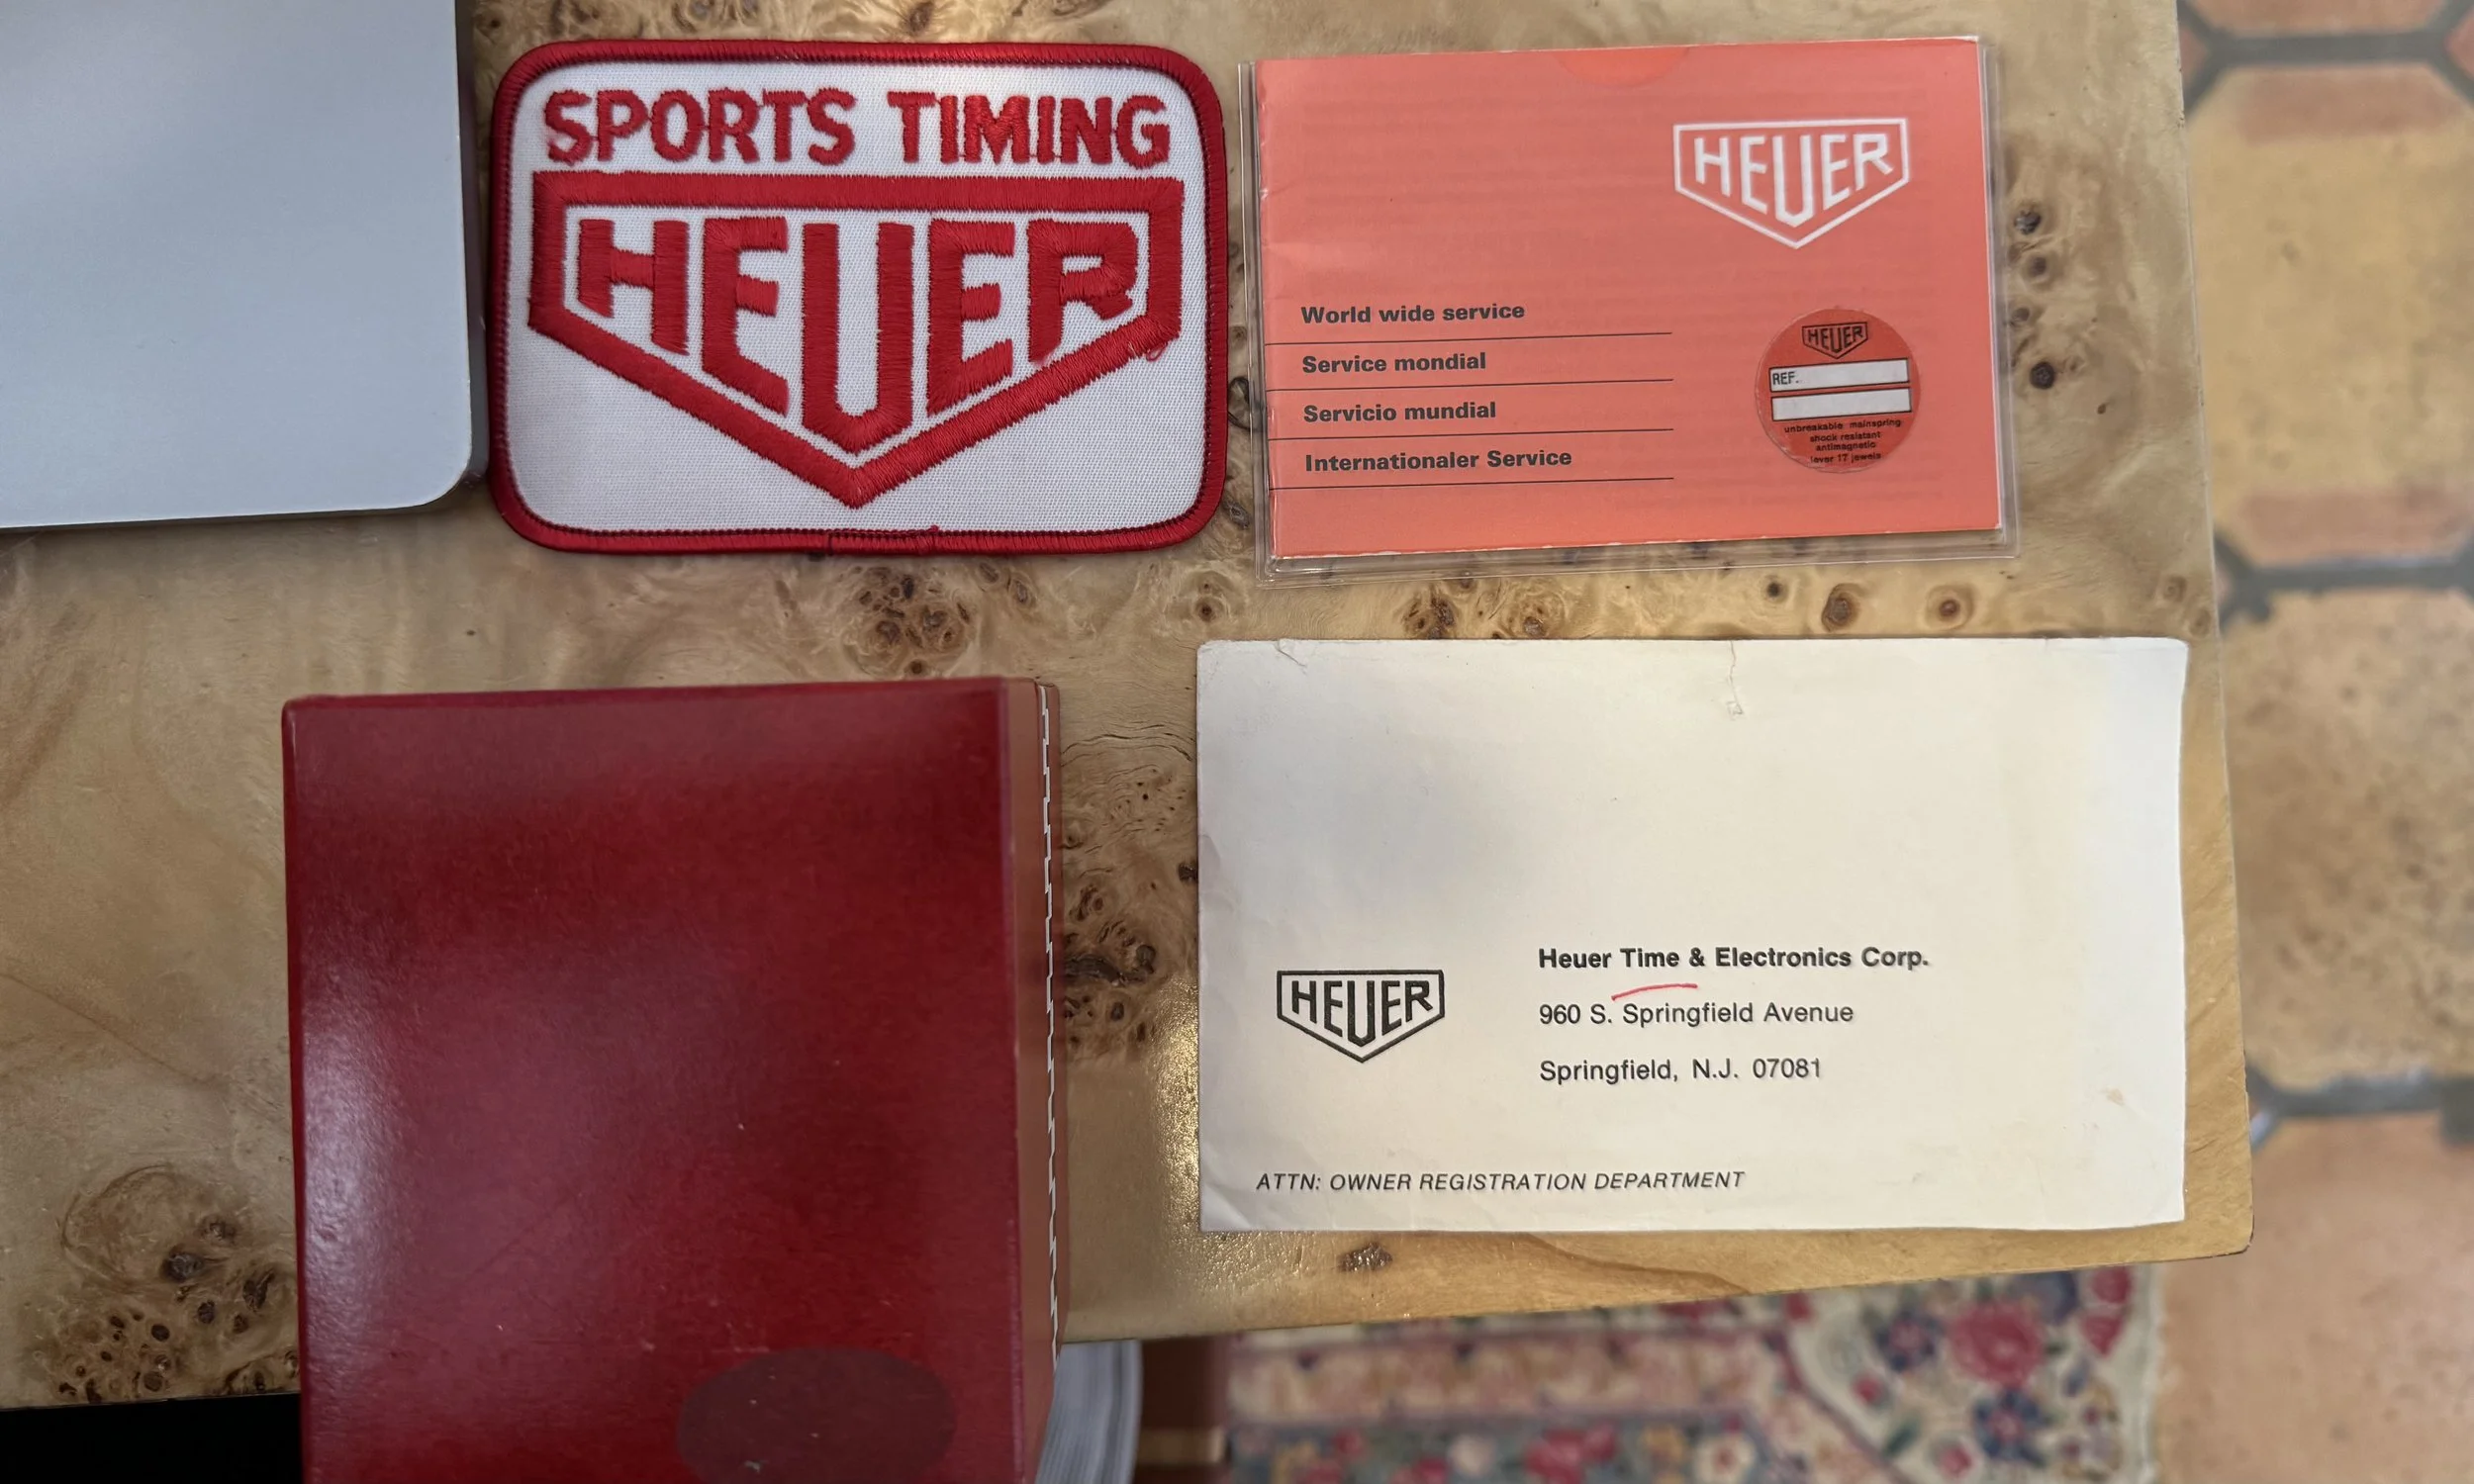 SPORTS TIMING
HEUER
HEUER
World wide service
Service mondial
Servicio mundial
Internationaler Service
HEUER
REF.
unbreakable mainspring
shock resistant
antimagnetic
lever 17 jewels
HEUER
Heuer Time & Electronics Corp.
960 S. Springfield Avenue
Springfield, N.J. 07081
ATTN: OWNER REGISTRATION DEPARTMENT